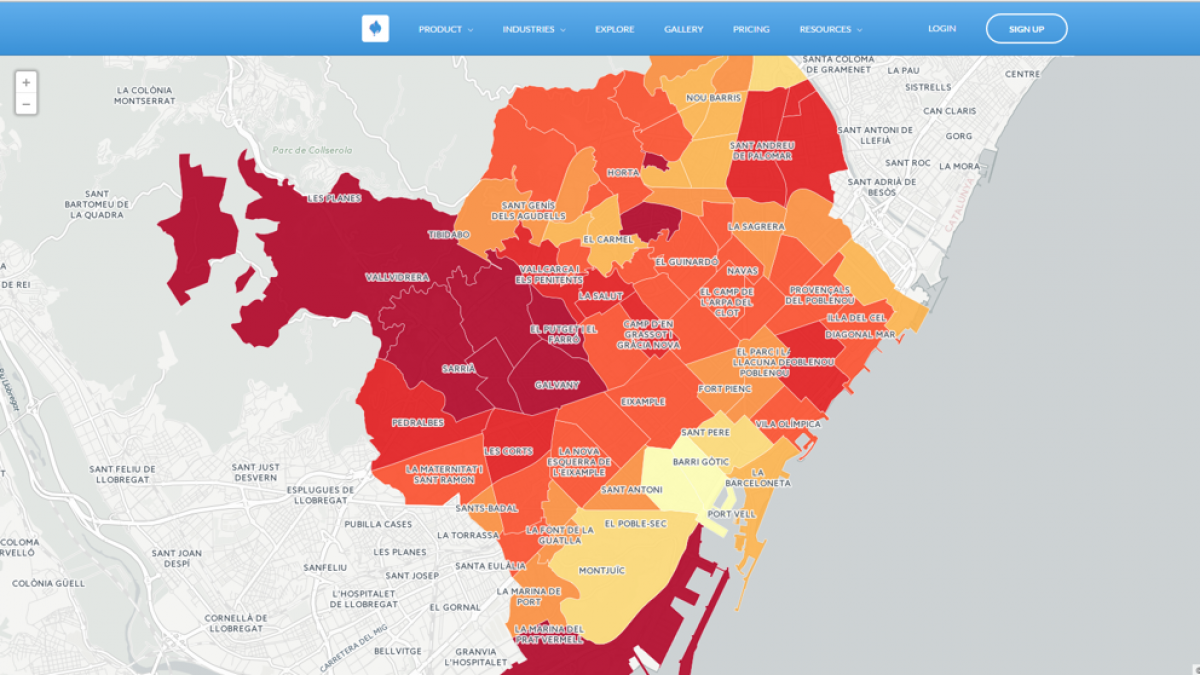 PRODUCT
INDUSTRIES
EXPLORE
GALLERY
PRICING
RESOURCES
LOGIN
SIGN UP
+
−
SANTA COLOMA
DE GRAMENET
LA PAU
CENTRE
SISTRELLS
LA COLÒNIA
MONTSERRAT
NOU BARRIS
CAN CLARIS
SANT ANTONI DE
LLEFIÀ
GORG
Parc de Collserola
SANT ANDREU
DE PALOMAR
SANT ROC
LA MORA
HORTA
SANT ADRIÀ DE
BESÒS
SANT
BARTOMEU DE
LA QUADRA
LES PLANES
CATALUNYA
SANT GENÍS
DELS AGUDELLS
TIBIDABO
EL CARMEL
LA SAGRERA
A
DE REI
VALLVIDRERA
VALLCARCA I
ELS PENITENTS
EL GUINARDÓ
NAVAS
LA SALUT
EL CAMP DE
L'ARPA DEL
CLOT
PROVENÇALS
DEL POBLENOU
ILLA DEL CEL
DIAGONAL MAR
EL PUTGET I EL
FARRÓ
CAMP D'EN
GRASSOT I
GRÀCIA NOVA
EL PARC I LA
LLACUNA DEL
POBLENOU
OBLENOU
SARRIÀ
GALVANY
FORT PIENC
Riu Llobregat
EIXAMPLE
PEDRALBES
VILA OLÍMPICA
SANT PERE
LES CORTS
LA NOVA
ESQUERRA DE
L'EIXAMPLE
BARRI GÒTIC
LA
BARCELONETA
SANT FELIU DE
LLOBREGAT
SANT JUST
DESVERN
LA MATERNITAT I
SANT RAMON
SANT ANTONI
ESPLUGUES DE
LLOBREGAT
SANTS-BADAL
PORT VELL
PUBILLA CASES
EL POBLE-SEC
LA TORRASSA
LA FONT DE LA
GUATLLA
COLOMA
RVELLÓ
SANT JOAN
DESPÍ
LES PLANES
SANFELIU
SANT JOSEP
SANTA EULÀLIA
MONTJUÏC
COLÒNIA GÜELL
L'HOSPITALET
DE LLOBREGAT
LA MARINA DE
PORT
EL GORNAL
CORNELLÀ DE
LLOBREGAT
CARRETERA DEL MIG
LA MARINA DEL
PRAT VERMELL
BELLVITGE
GRANVIA
L'HOSPITALET